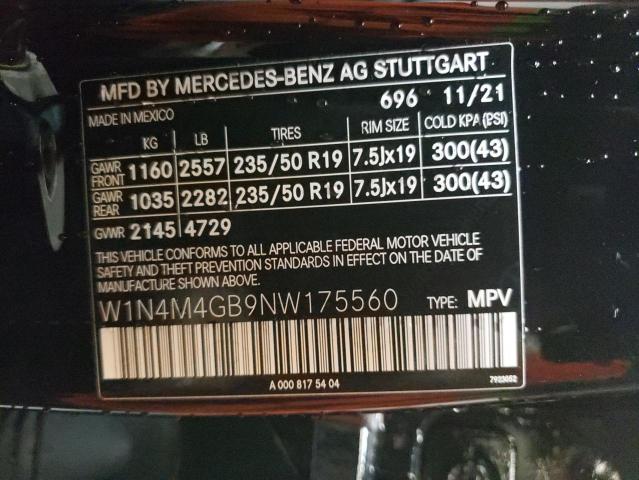 MFD BY MERCEDES-BENZ AG STUTTGART
696 11/21
MADE IN MEXICO
KG LB TIRES RIM SIZE COLD KPA (PSI)
GAWR FRONT 1160 2557 235/50 R19 7.5Jx19 300(43)
GAWR REAR 1035 2282 235/50 R19 7.5Jx19 300(43)
GVWR 2145 4729
THIS VEHICLE CONFORMS TO ALL APPLICABLE FEDERAL MOTOR VEHICLE
SAFETY AND THEFT PREVENTION STANDARDS IN EFFECT ON THE DATE OF
MANUFACTURE SHOWN ABOVE.
W1N4M4GB9NW175560 TYPE: MPV
A 000 817 54 04 7923052